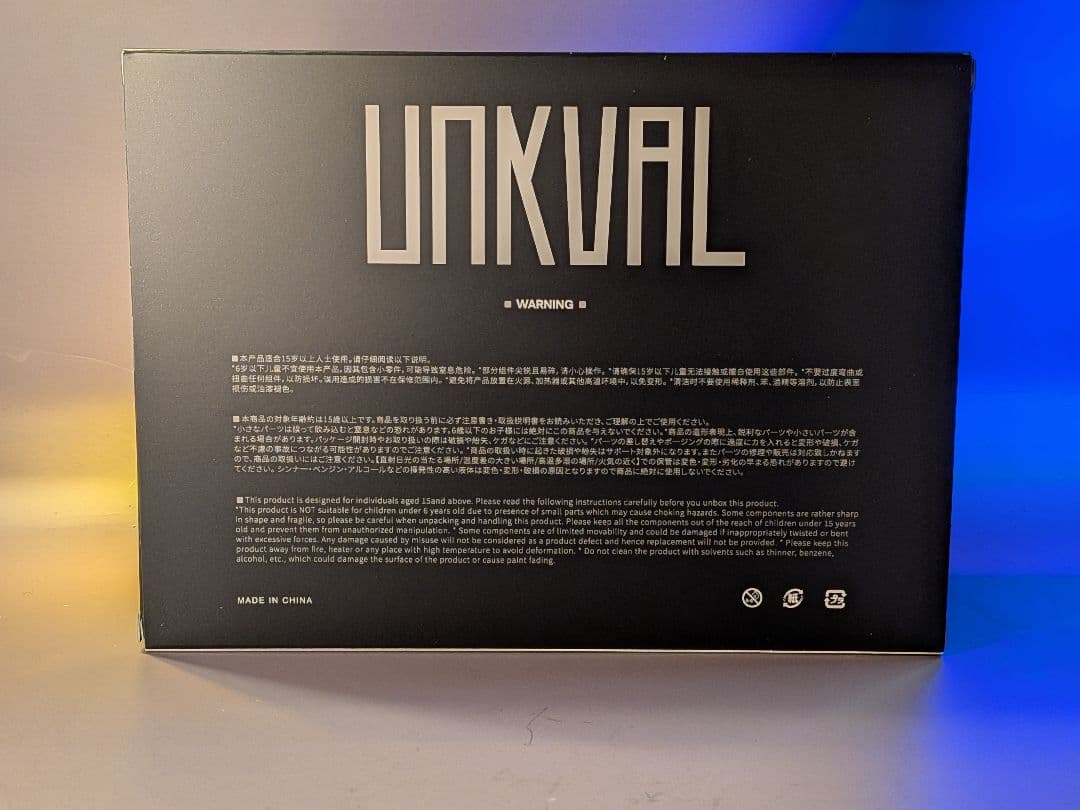 UNKVAL
WARNING
■本产品适合15岁以上人士使用。请仔细阅读以下说明。
*6岁以下儿童不宜使用本产品，因其包含小零件，可能导致窒息危险。*部分组件尖锐且易碎，请小心操作。*请确保15岁以下儿童无法接触或擅自使用这些部件。*不要过度弯曲或
扭曲任何组件，以防损坏。误用造成的损害不在保修范围内。*避免将产品放置在火源、加热器或其他高温环境中，以免变形。*清洁时不要使用稀释剂、苯、酒精等溶剂，以防止表面
损伤或油漆褪色。
■本商品の対象年齢約は15歳以上です。商品を取り扱う前に必ず注意書き・取扱説明書をお読みいただき、ご理解の上でご使用ください。
*小さなパーツは誤って飲み込むと窒息などの恐れがあります。6歳以下のお子様には絶対にこの商品を与えないでください。*商品の造形表現上、鋭利なパーツや小さいパーツが含
まれる場合があります。パッケージ開封時やお取り扱いの際は破損や紛失、ケガなどにご注意ください。*パーツの差し替えやポージングの際に過度に力を入れると変形や破損、ケガ
など不慮の事故につながる可能性がありますのでご注意ください。*商品の取扱い時に起きた破損や紛失はサポート対象外になります。またパーツの修理や販売は対応致しかねます
ので、商品の取扱いにはご注意ください。【直射日光の当たる場所/温度差の大きい場所/高温多湿の場所/火気の近く】での保管は変色・変形・劣化の早まる恐れがありますので避け
てください。シンナー・ベンジン・アルコールなどの揮発性の高い液体は変色・変形・破損の原因となりますので商品に絶対に使用しないでください。
■This product is designed for individuals aged 15and above. Please read the following instructions carefully before you unbox this product.
*This product is NOT suitable for children under 6 years old due to presence of small parts which may cause choking hazards. Some components are rather sharp
in shape and fragile, so please be careful when unpacking and handling this product. Please keep all the components out of the reach of children under 15 years
old and prevent them from unauthorized manipulation. * Some components are of limited movability and could be damaged if inappropriately twisted or bent
with excessive forces. Any damage caused by misuse will not be considered as a product defect and hence replacement will not be provided. * Please keep this
product away from fire, heater or any place with high temperature to avoid deformation. * Do not clean the product with solvents such as thinner, benzene,
alcohol, etc., which could damage the surface of the product or cause paint fading.
MADE IN CHINA
紙
プラ